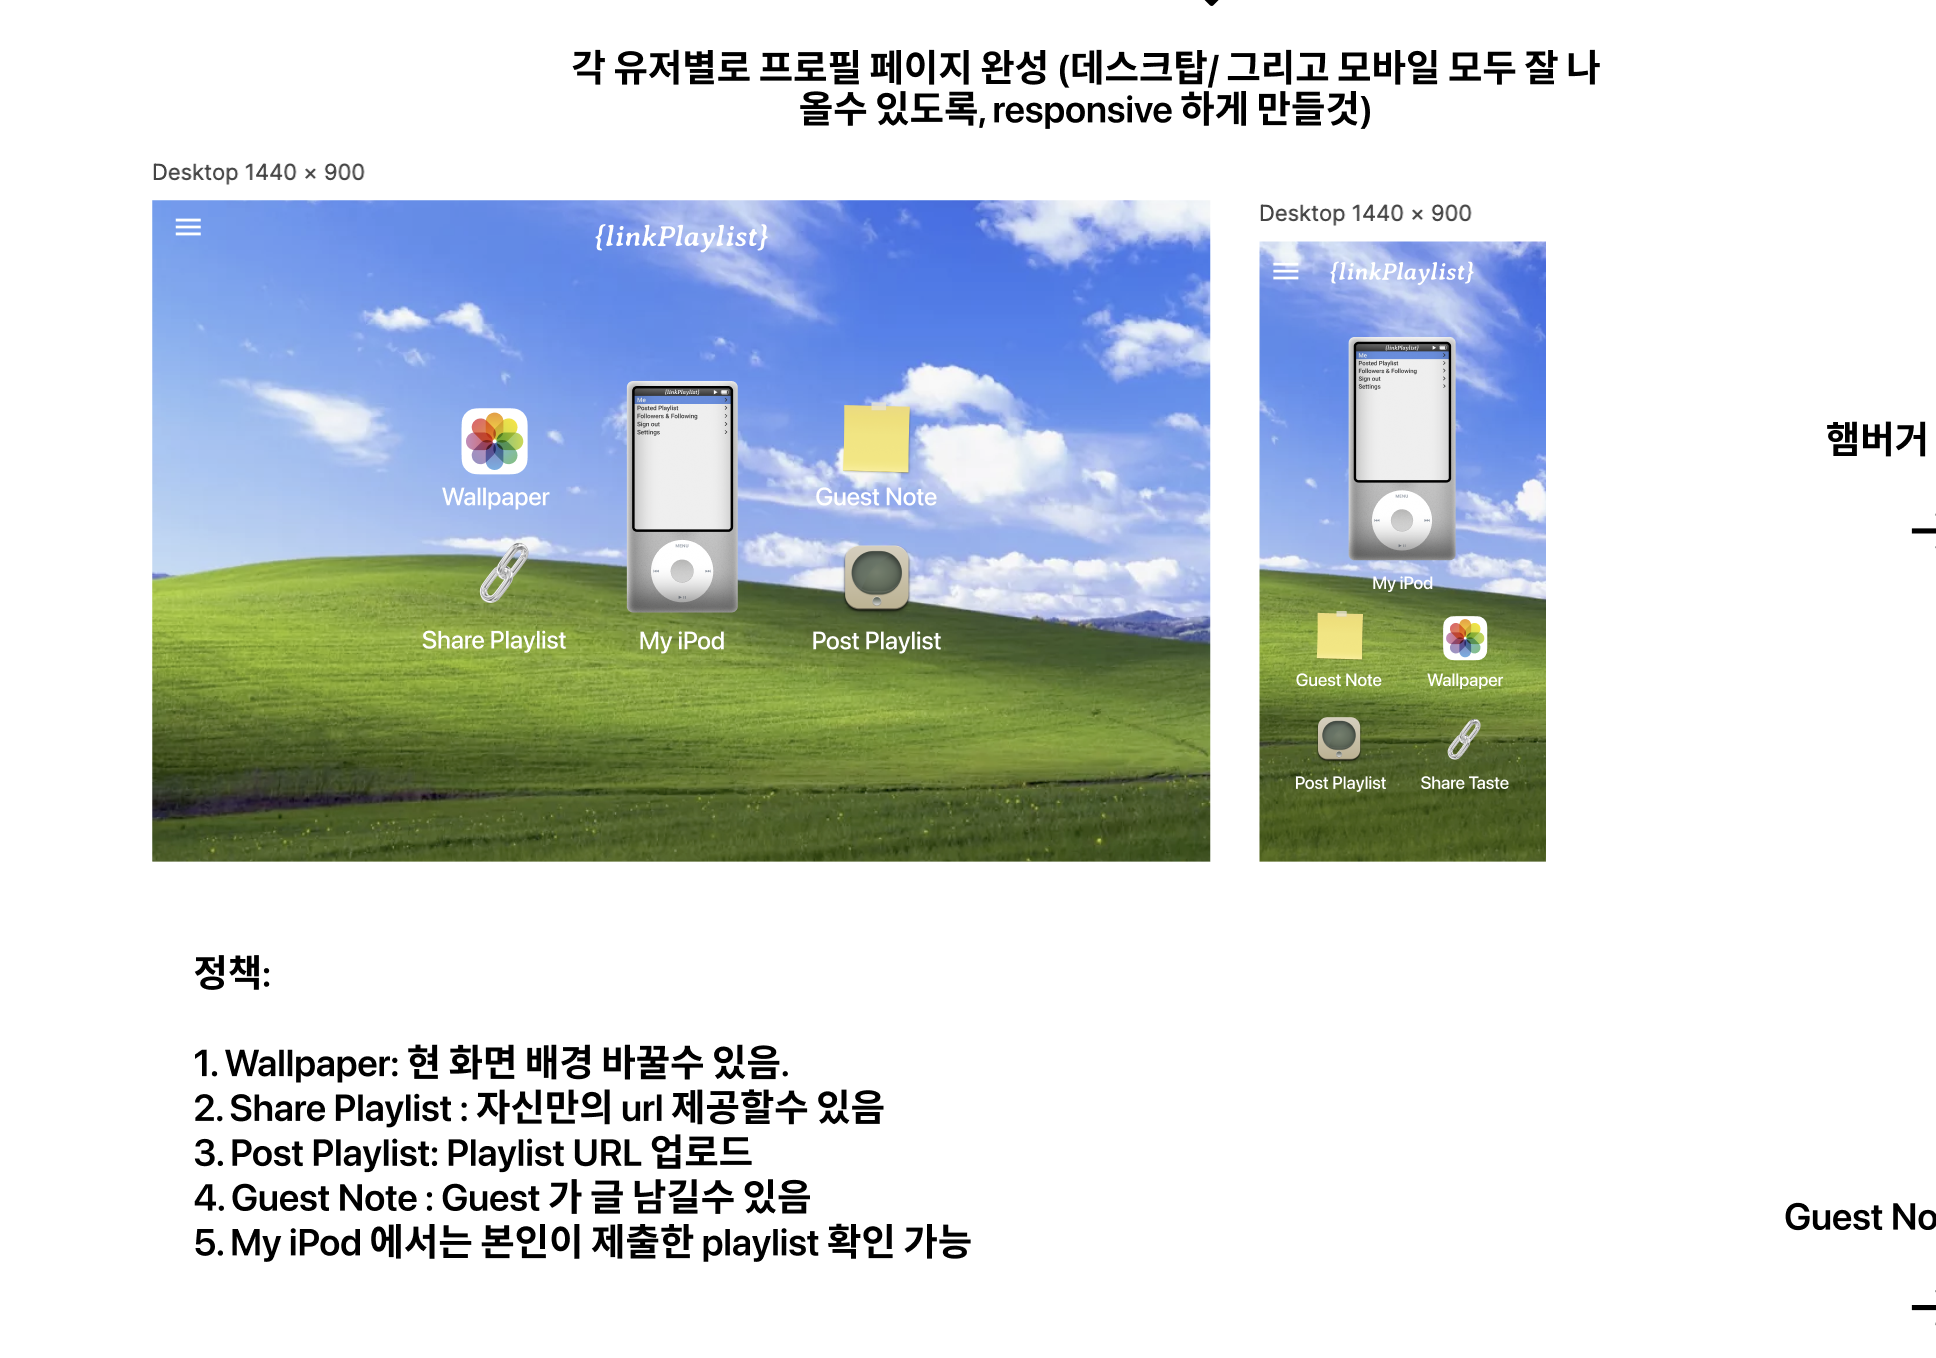 각 유저별로 프로필 페이지 완성 (데스크탑/ 그리고 모바일 모두 잘 나
올수 있도록, responsive 하게 만들것)
Desktop 1440 × 900
{linkPlaylist}
{linkPlaylist}
Me
Posted Playlist
Followers & Following
Sign out
Settings
MENU
Wallpaper
Guest Note
Share Playlist
My iPod
Post Playlist
Desktop 1440 × 900
{linkPlaylist}
{linkPlaylist}
Me
Posted Playlist
Followers & Following
Sign out
Settings
MENU
My iPod
Guest Note
Wallpaper
Post Playlist
Share Taste
햄버거
정책:
1. Wallpaper: 현 화면 배경 바꿀수 있음.
2. Share Playlist : 자신만의 url 제공할수 있음
3. Post Playlist: Playlist URL 업로드
4. Guest Note : Guest 가 글 남길수 있음
5. My iPod 에서는 본인이 제출한 playlist 확인 가능
Guest No